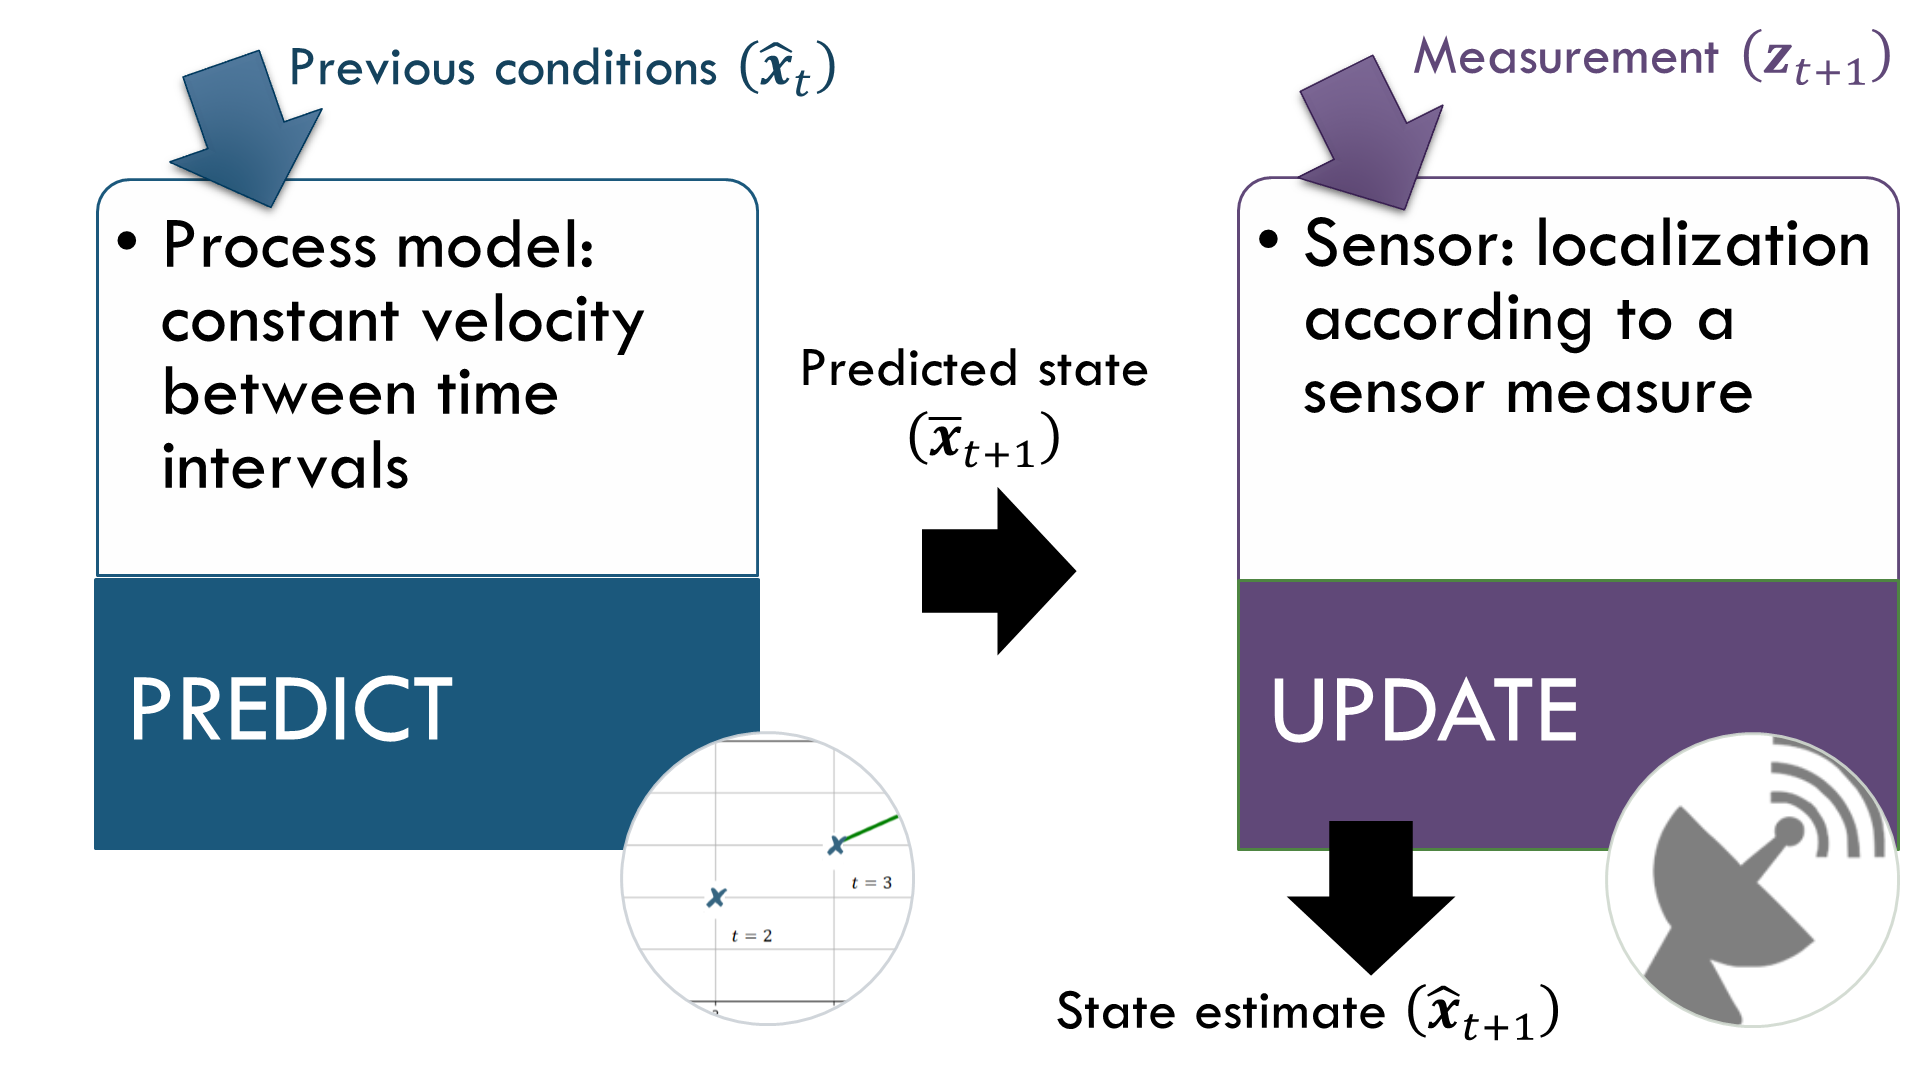 Previous conditions (x̂ₜ)
• Process model:
constant velocity
between time
intervals
PREDICT
t = 2
t = 3
Predicted state
(x̅ₜ₊₁)
Measurement (zₜ₊₁)
• Sensor: localization
according to a
sensor measure
UPDATE
State estimate (x̂ₜ₊₁)